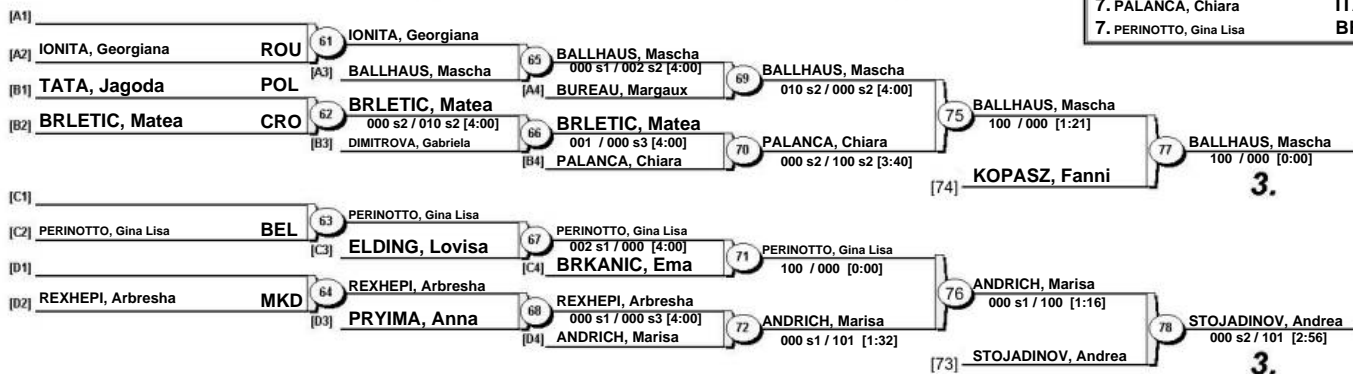 7. PALANCA, Chiara ITA
7. PERINOTTO, Gina Lisa BEL
[A1]
[A2] IONITA, Georgiana ROU
61
IONITA, Georgiana
[A3] BALLHAUS, Mascha
65
BALLHAUS, Mascha
000 s1 / 002 s2 [4:00]
[A4] BUREAU, Margaux
69
BALLHAUS, Mascha
010 s2 / 000 s2 [4:00]
[B1] TATA, Jagoda POL
[B2] BRLETIC, Matea CRO
62
BRLETIC, Matea
000 s2 / 010 s2 [4:00]
[B3] DIMITROVA, Gabriela
66
BRLETIC, Matea
001 / 000 s3 [4:00]
[B4] PALANCA, Chiara
70
PALANCA, Chiara
000 s2 / 100 s2 [3:40]
75
BALLHAUS, Mascha
100 / 000 [1:21]
[74] KOPASZ, Fanni
77
BALLHAUS, Mascha
100 / 000 [0:00]
3.
[C1]
[C2] PERINOTTO, Gina Lisa BEL
63
PERINOTTO, Gina Lisa
[C3] ELDING, Lovisa
67
PERINOTTO, Gina Lisa
002 s1 / 000 [4:00]
[C4] BRKANIC, Ema
71
PERINOTTO, Gina Lisa
100 / 000 [0:00]
[D1]
[D2] REXHEPI, Arbresha MKD
64
REXHEPI, Arbresha
[D3] PRYIMA, Anna
68
REXHEPI, Arbresha
000 s1 / 000 s3 [4:00]
[D4] ANDRICH, Marisa
72
ANDRICH, Marisa
000 s1 / 101 [1:32]
76
ANDRICH, Marisa
000 s1 / 100 [1:16]
[73] STOJADINOV, Andrea
78
STOJADINOV, Andrea
000 s2 / 101 [2:56]
3.